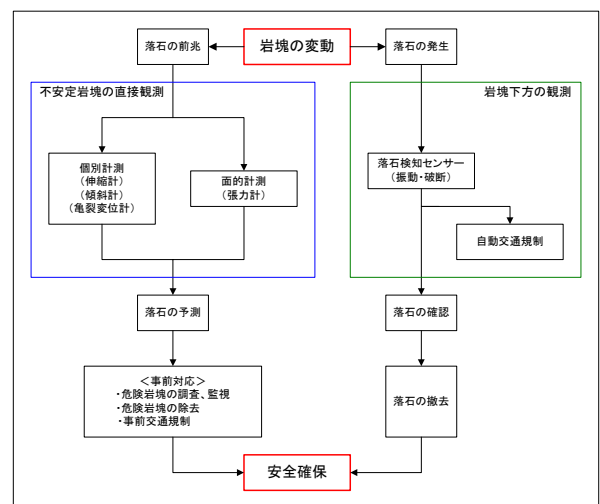 落石の前兆
岩塊の変動
落石の発生
不安定岩塊の直接観測
岩塊下方の観測
個別計測
（伸縮計）
（傾斜計）
（亀裂変位計）
面的計測
（張力計）
落石検知センサー
（振動・破断）
自動交通規制
落石の予測
落石の確認
＜事前対応＞
・危険岩塊の調査、監視
・危険岩塊の除去
・事前交通規制
落石の撤去
安全確保